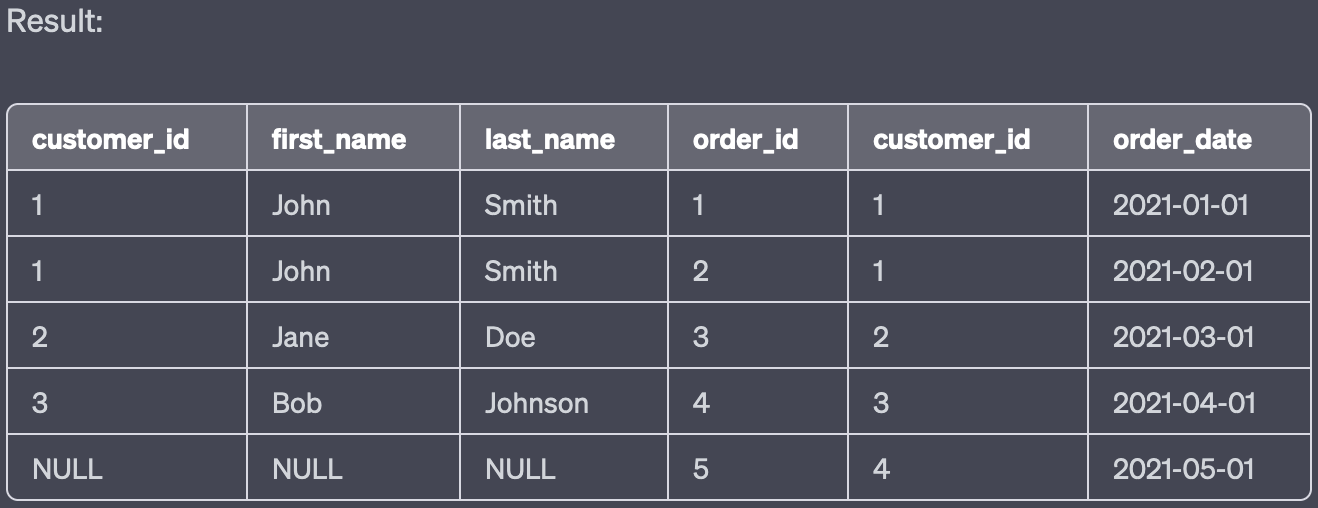 Result:
customer_id first_name last_name order_id customer_id order_date
1 John Smith 1 1 2021-01-01
1 John Smith 2 1 2021-02-01
2 Jane Doe 3 2 2021-03-01
3 Bob Johnson 4 3 2021-04-01
NULL NULL NULL 5 4 2021-05-01